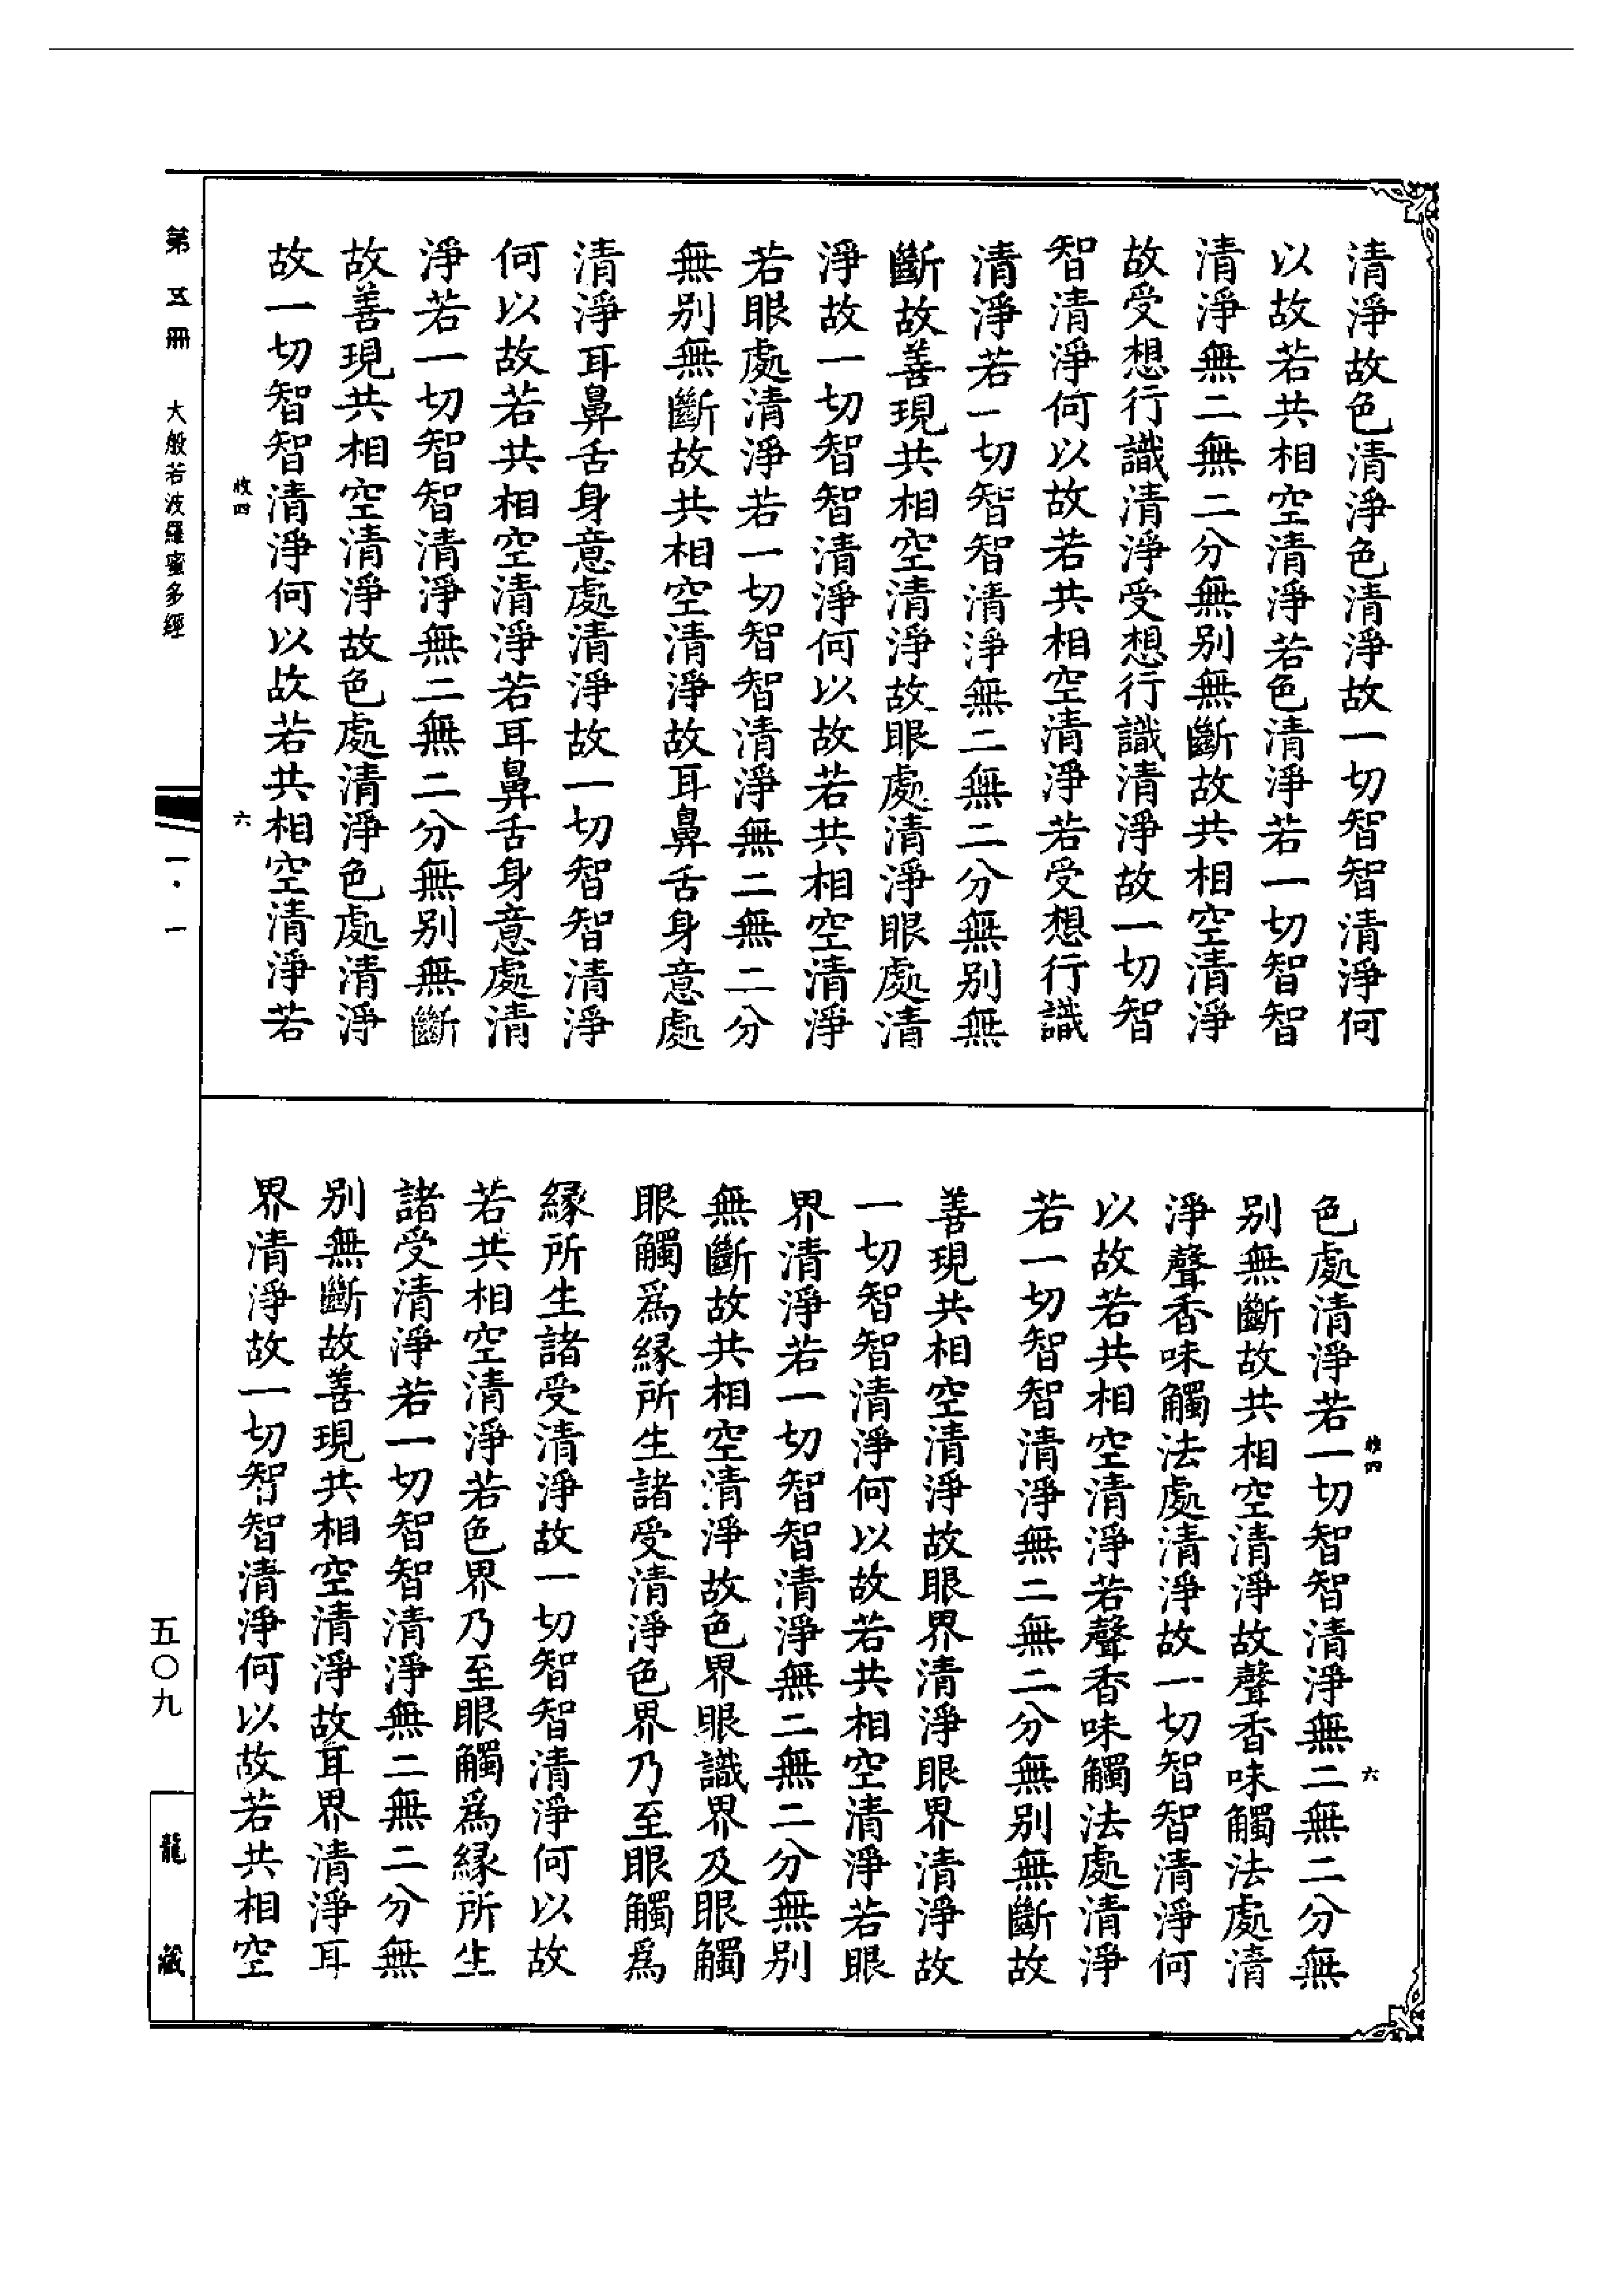 清淨故色清淨色清淨故一切智智清淨何
以故若共相空清淨若色清淨若一切智智
清淨無二無二分無別無斷故共相空清淨
故受想行識清淨受想行識清淨故一切智
智清淨何以故若共相空清淨若受想行識
清淨若一切智智清淨無二無二分無別無
斷故善現共相空清淨故眼處清淨眼處清
淨故一切智智清淨何以故若共相空清淨
若眼處清淨若一切智智清淨無二無二分
無別無斷故共相空清淨故耳鼻舌身意處
清淨耳鼻舌身意處清淨故一切智智清淨
何以故若共相空清淨若耳鼻舌身意處清
淨若一切智智清淨無二無二分無別無斷
故善現共相空清淨故色處清淨色處清淨
故一切智智清淨何以故若共相空清淨若
六
色處清淨若一切智智清淨無二無二分無
別無斷故共相空清淨故聲香味觸法處清
淨聲香味觸法處清淨故一切智智清淨何
以故若共相空清淨若聲香味觸法處清淨
若一切智智清淨無二無二分無別無斷故
善現共相空清淨故眼界清淨眼界清淨故
一切智智清淨何以故若共相空清淨若眼
界清淨若一切智智清淨無二無二分無別
無斷故共相空清淨故色界眼識界及眼觸
眼觸爲緣所生諸受清淨色界乃至眼觸爲
緣所生諸受清淨故一切智智清淨何以故
若共相空清淨若色界乃至眼觸爲緣所生
諸受清淨若一切智智清淨無二無二分無
別無斷故善現共相空清淨故耳界清淨耳
界清淨故一切智智清淨何以故若共相空
六
第五冊 大般若波羅蜜多經
一·一
五〇九
龍藏